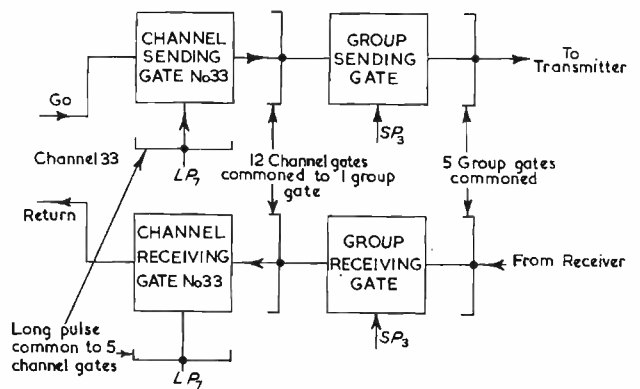 CHANNEL
SENDING
GATE No33
GROUP
SENDING
GATE
To
Transmitter
Go
Channel 33
LP7
12 Channel gates
commoned to 1 group
gate
SP3
5 Group gates
commoned
Return
CHANNEL
RECEIVING
GATE No33
GROUP
RECEIVING
GATE
From Receiver
Long pulse
common to 5
channel gates
LP7
SP3